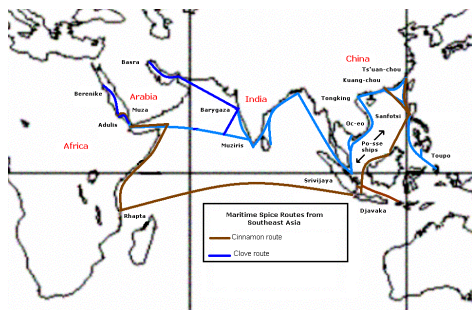 China
Ts'uan-chou
Kuang-chou
Basra
Tongking
Berenike
Arabia
India
Muza
Barygaza
Sanfotsi
Adulis
Oc-eo
Africa
Muziris
Po-sse
ships
Topu
Srivijaya
Rhapta
Djavaka
Maritime Spice Routes from
Southeast Asia
Cinnamon route
Clove route